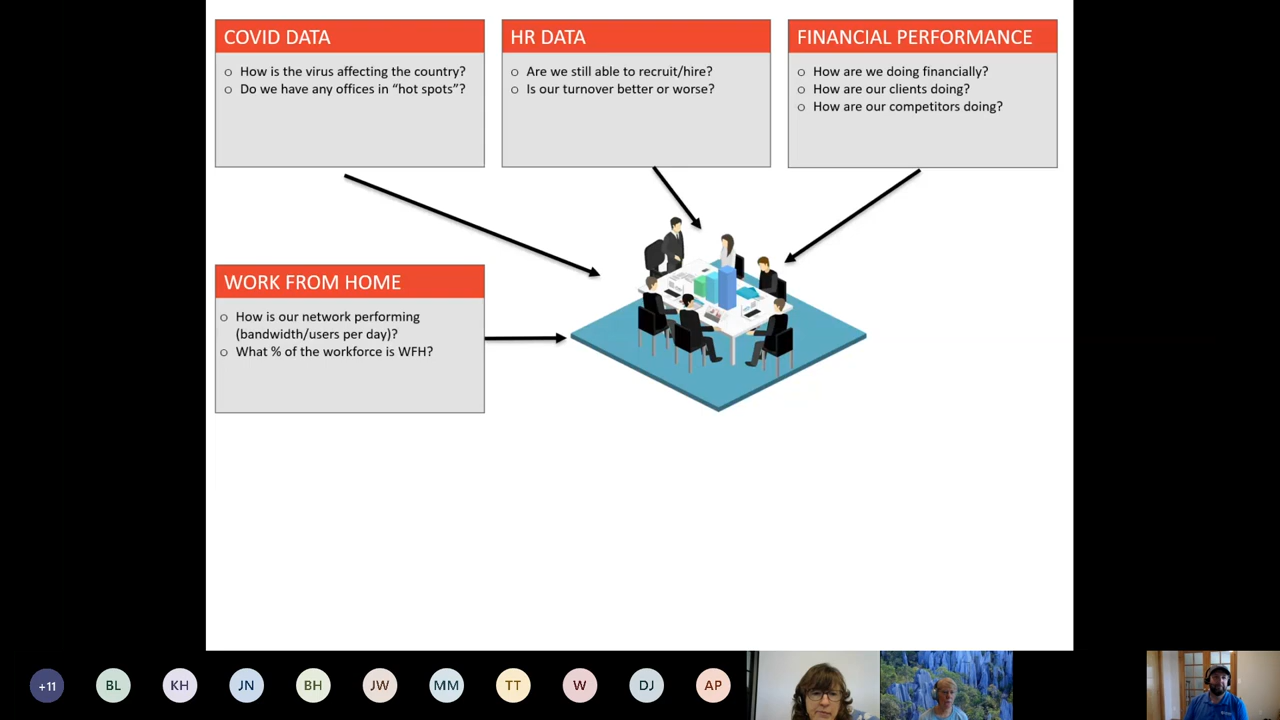 COVID DATA
○ How is the virus affecting the country?
○ Do we have any offices in “hot spots”?
HR DATA
○ Are we still able to recruit/hire?
○ Is our turnover better or worse?
FINANCIAL PERFORMANCE
○ How are we doing financially?
○ How are our clients doing?
○ How are our competitors doing?
WORK FROM HOME
○ How is our network performing
(bandwidth/users per day)?
○ What % of the workforce is WFH?
+11 BL KH JN BH JW MM TT W DJ AP